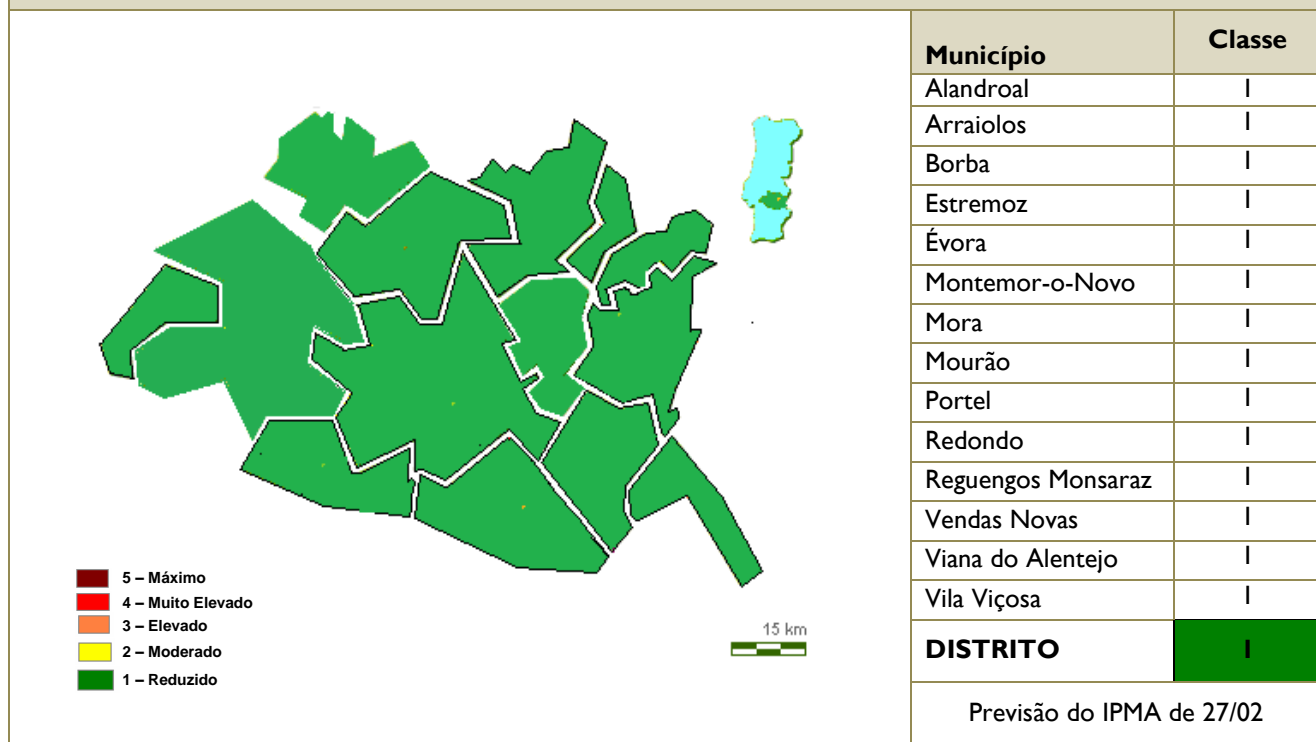 Município Classe
Alandroal I
Arraiolos I
Borba I
Estremoz I
Évora I
Montemor-o-Novo I
Mora I
Mourão I
Portel I
Redondo I
Reguengos Monsaraz I
Vendas Novas I
Viana do Alentejo I
Vila Viçosa I
DISTRITO I
Previsão do IPMA de 27/02
5 – Máximo
4 – Muito Elevado
3 – Elevado
2 – Moderado
1 – Reduzido
15 km